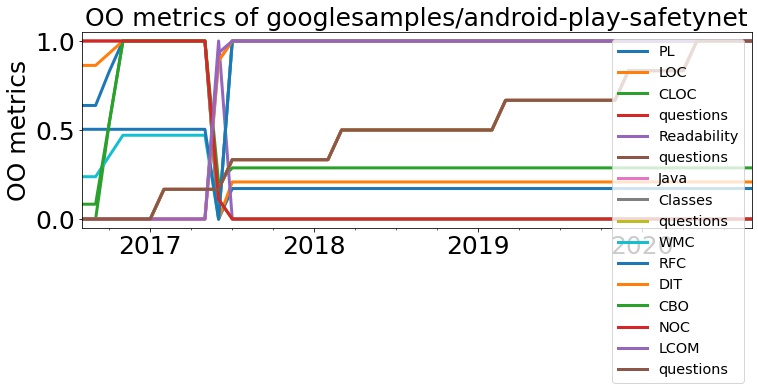 OO metrics of googlesamples/android-play-safetynet
OO metrics
1.0
0.5
0.0
2017
2018
2019
2020
PL
LOC
CLOC
questions
Readability
questions
Java
Classes
questions
WMC
RFC
DIT
CBO
NOC
LCOM
questions